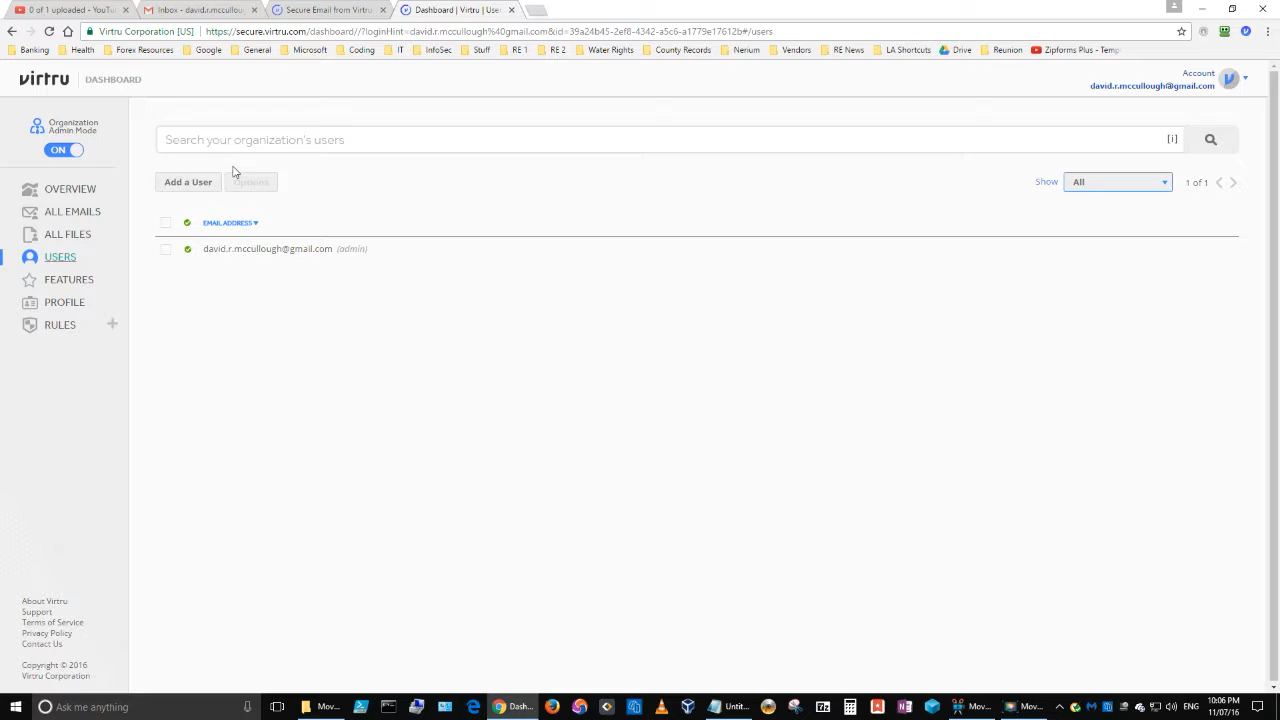 0 of 1 uploaded - YouTu
Inbox - david.r.mcculloug
Secure Email from Virtru
Dashboard | Virtru | Use
Virtru Corporation [US]
https://secure.virtru.com/dashboard//?loginHint=david.r.mccullough%40gmail.com&id=39a24b45-2ef8-4342-a5c6-a1779e17612b#/users
Banking
Health
Forex Resources
Google
General
Microsoft
Coding
IT
InfoSec
Stuff
RE 1
RE 2
Water Rights
County Records
Nerium
Vendors
RE News
LA Shortcuts
Drive
Reunion
Zipforms Plus - Temp
virtru
DASHBOARD
Account
david.r.mccullough@gmail.com
Organization
Admin Mode
ON
OVERVIEW
ALL EMAILS
ALL FILES
USERS
FEATURES
PROFILE
RULES +
Search your organization's users
[i]
Add a User
Options
Show
All
1 of 1
EMAIL ADDRESS
david.r.mccullough@gmail.com (admin)
About Virtru
Support
Terms of Service
Privacy Policy
Contact Us
Copyright © 2016
Virtru Corporation
Ask me anything
Mov...
Dash...
Untit...
Mov...
Mov...
ENG
10:06 PM
11/07/16